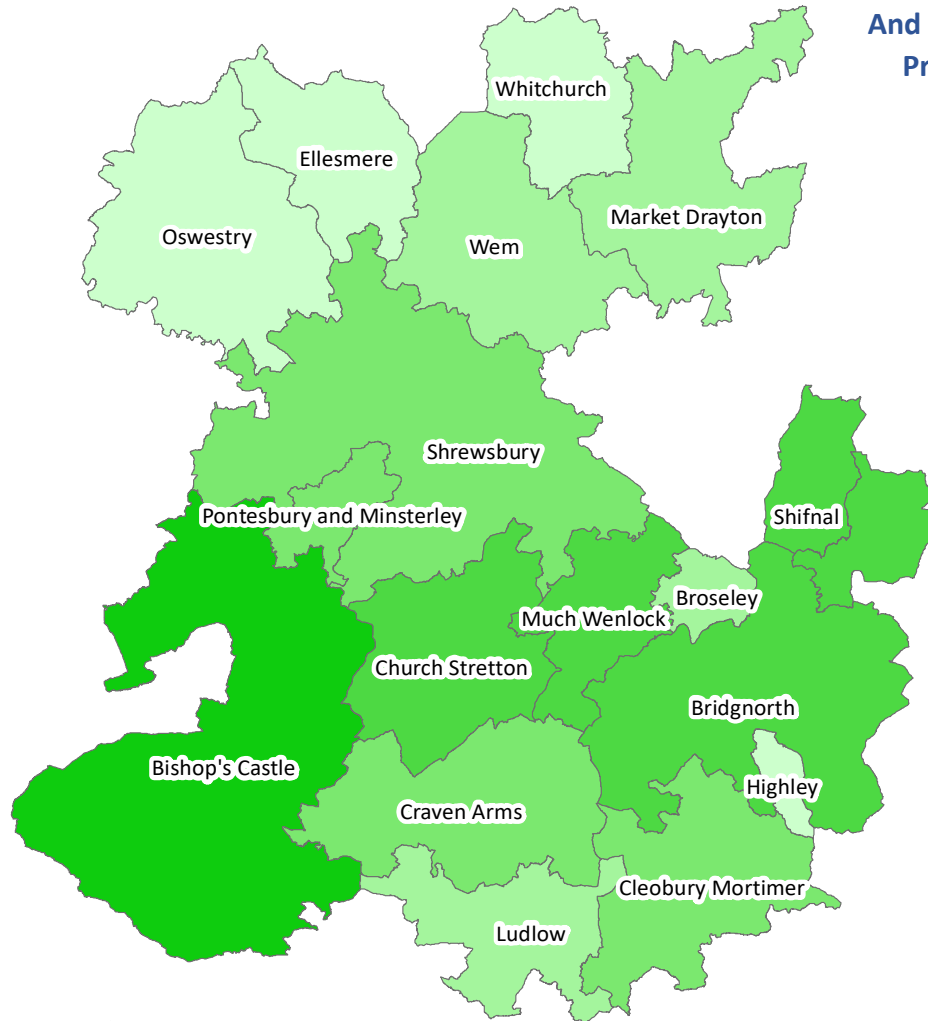 And
Pr
Whitchurch
Ellesmere
Market Drayton
Oswestry
Wem
Shrewsbury
Pontesbury and Minsterley
Shifnal
Broseley
Much Wenlock
Church Stretton
Bridgnorth
Bishop's Castle
Highley
Craven Arms
Cleobury Mortimer
Ludlow